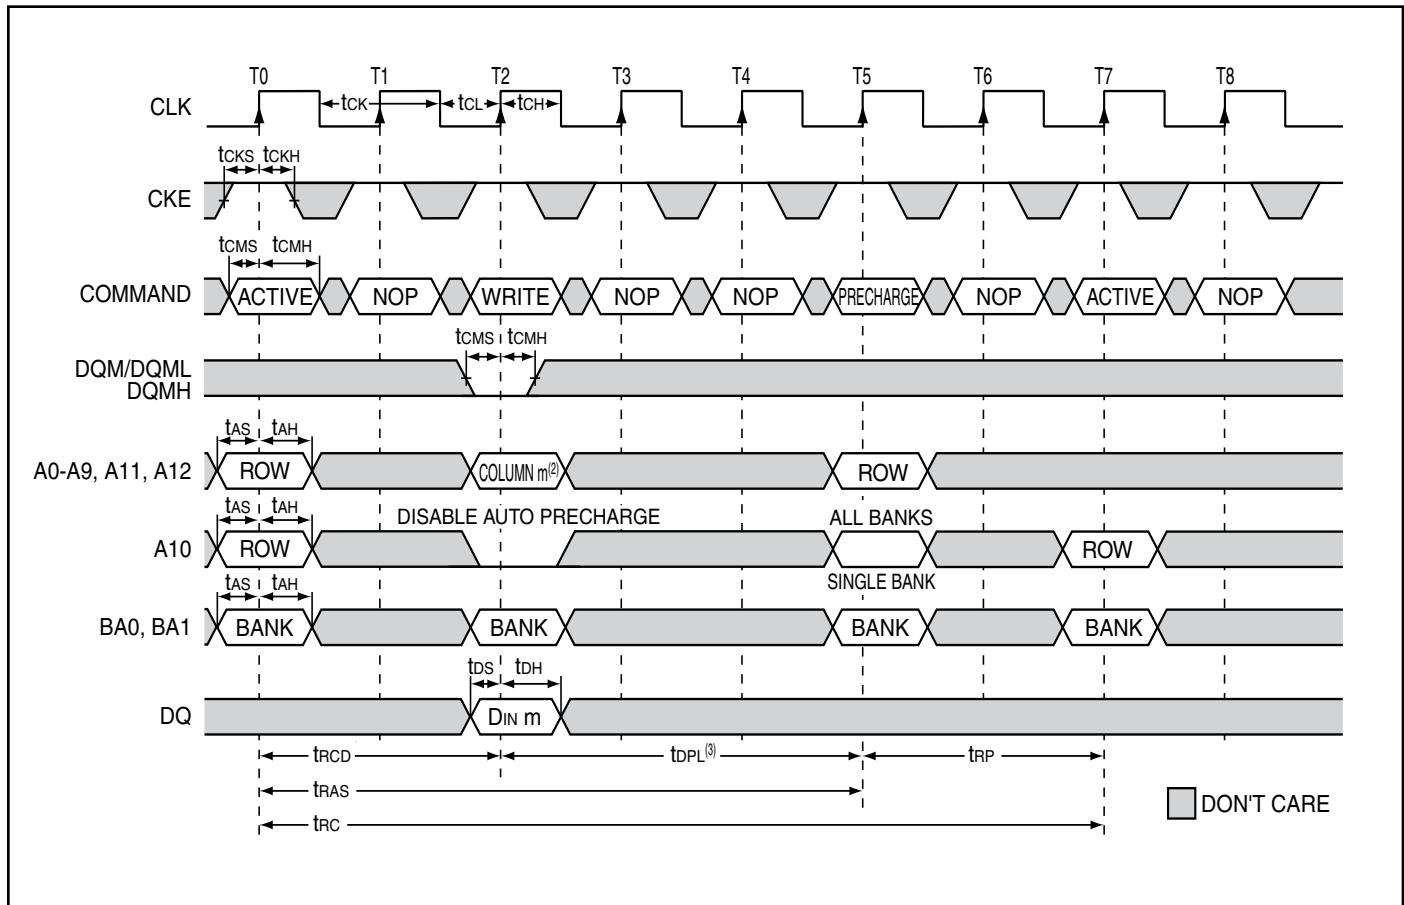 T0 T1 T2 T3 T4 T5 T6 T7 T8
CLK tCK tCL tCH
tCKS tCKH
CKE
tCMS tCMH
COMMAND ACTIVE NOP WRITE NOP NOP PRECHARGE NOP ACTIVE NOP
tCMS tCMH
DQM/DQML
DQMH
tAS tAH
A0-A9, A11, A12 ROW COLUMN m(2) ROW
tAS tAH DISABLE AUTO PRECHARGE ALL BANKS
A10 ROW ROW
tAS tAH SINGLE BANK
BA0, BA1 BANK BANK BANK BANK
tDS tDH
DQ DIN m
tRCD tDPL(3) tRP
tRAS
DON'T CARE
tRC